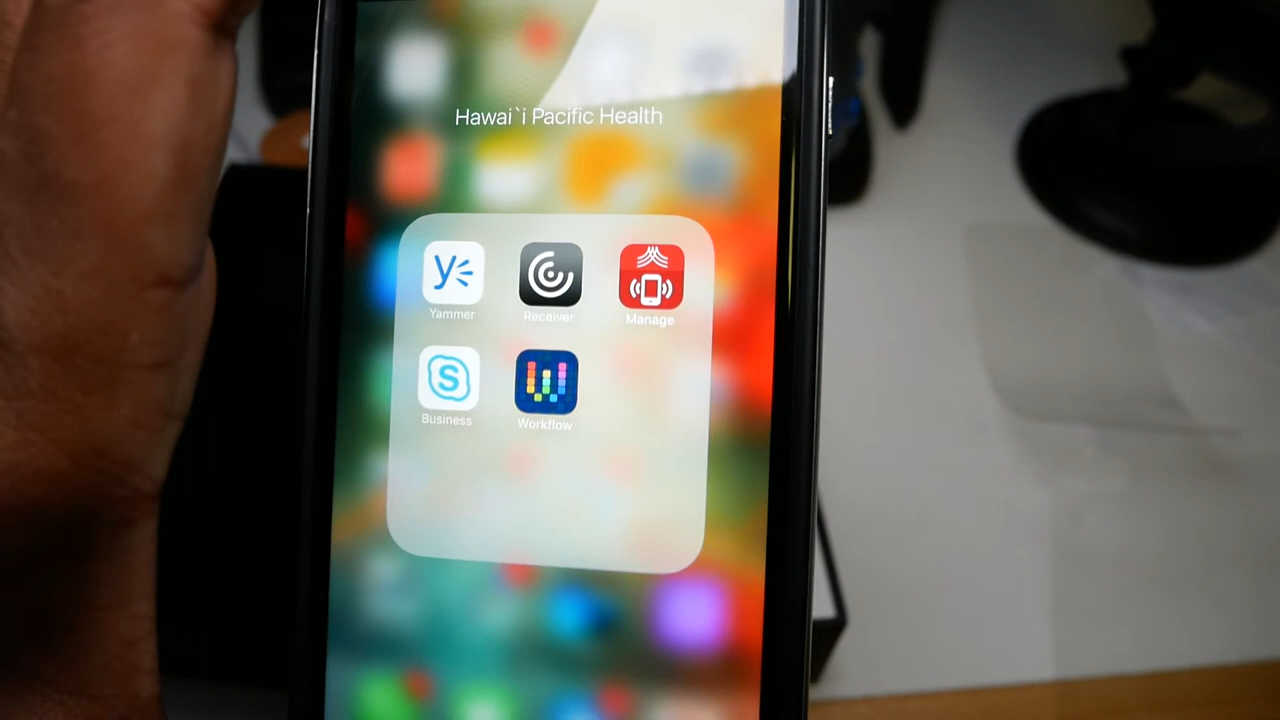 Hawai`i Pacific Health
Yammer
Receiver
Manage
Business
Workflow